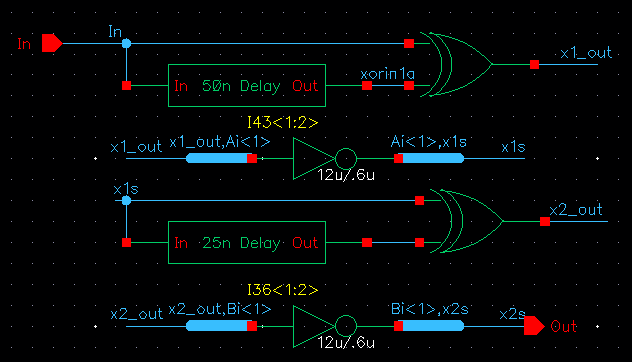 In In x1_out
xorin1a
In 50n Delay Out
I43<1:2>
x1_out x1_out,Ai<1> Ai<1>,x1s x1s
12u/.6u
x1s x2_out
In 25n Delay Out
I36<1:2>
x2_out x2_out,Bi<1> Bi<1>,x2s x2s Out
12u/.6u